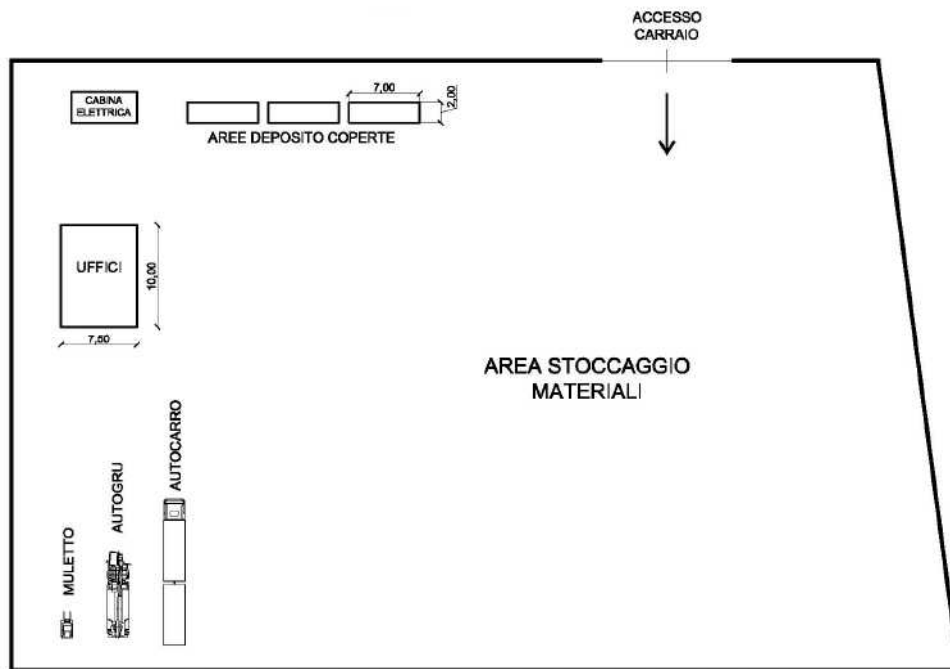 ACCESSO
CARRAIO
CABINA
ELETTRICA
7,00
2,00
AREE DEPOSITO COPERTE
UFFICI
10,00
7,50
AREA STOCCAGGIO
MATERIALI
AUTOCARRO
AUTOGRU
MULETTO